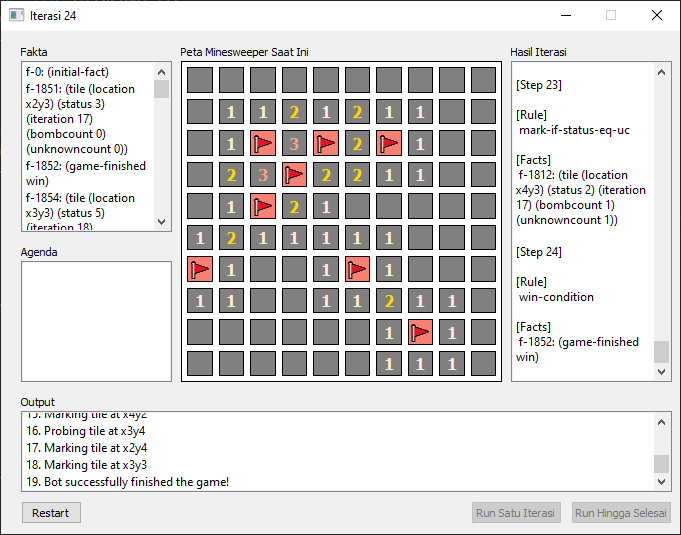 Iterasi 24
Fakta
f-0: (initial-fact)
f-1851: (tile (location
x2y3) (status 3)
(iteration 17)
(bombcount 0)
(unknowncount 0))
f-1852: (game-finished
win)
f-1854: (tile (location
x3y3) (status 5)
(iteration 18)
Agenda
Peta Minesweeper Saat Ini
1 1 2 1 2 1 1
1 3 2 1
2 3 2 2 1 1
1 2 1
1 2 1 1 1 1 1
1 1 1
1 1 1 1 2 1 1
1 1
1 1 1
Hasil Iterasi
[Step 23]
[Rule]
mark-if-status-eq-uc
[Facts]
f-1812: (tile (location
x4y3) (status 2) (iteration
17) (bombcount 1)
(unknowncount 1))
[Step 24]
[Rule]
win-condition
[Facts]
f-1852: (game-finished
win)
Output
15. Marking tile at x4y2
16. Probing tile at x3y4
17. Marking tile at x2y4
18. Marking tile at x3y3
19. Bot successfully finished the game!
Restart
Run Satu Iterasi
Run Hingga Selesai